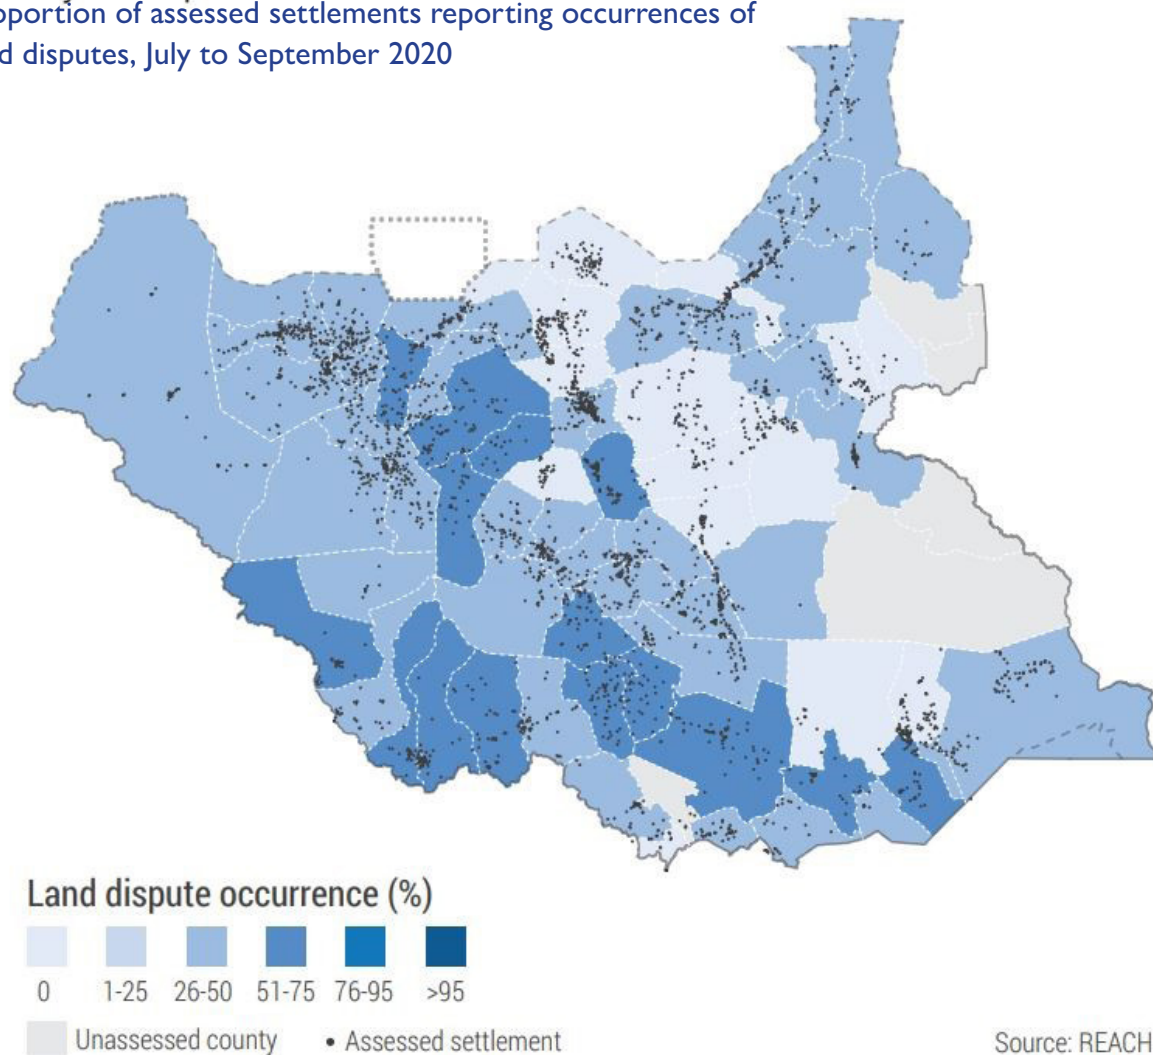 oportion of assessed settlements reporting occurrences of
d disputes, July to September 2020
Land dispute occurrence (%)
0 1-25 26-50 51-75 76-95 >95
Unassessed county • Assessed settlement
Source: REACH